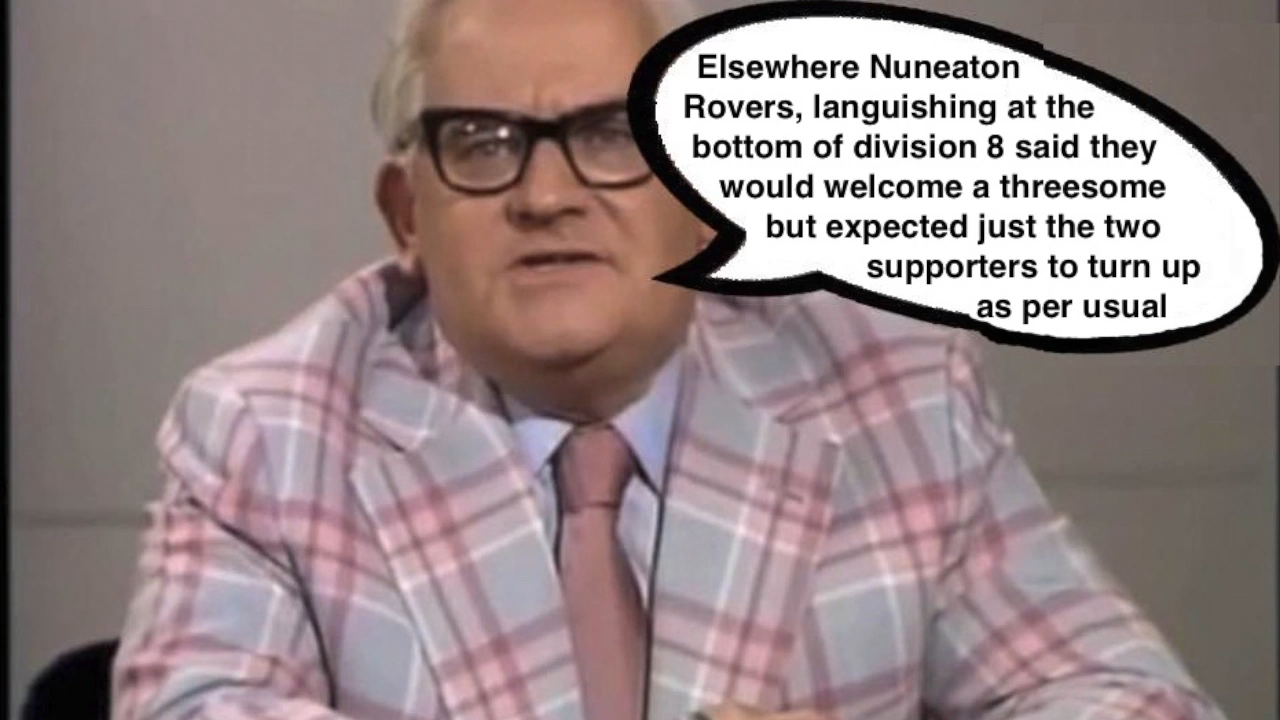 Elsewhere Nuneaton
Rovers, languishing at the
bottom of division 8 said they
would welcome a threesome
but expected just the two
supporters to turn up
as per usual